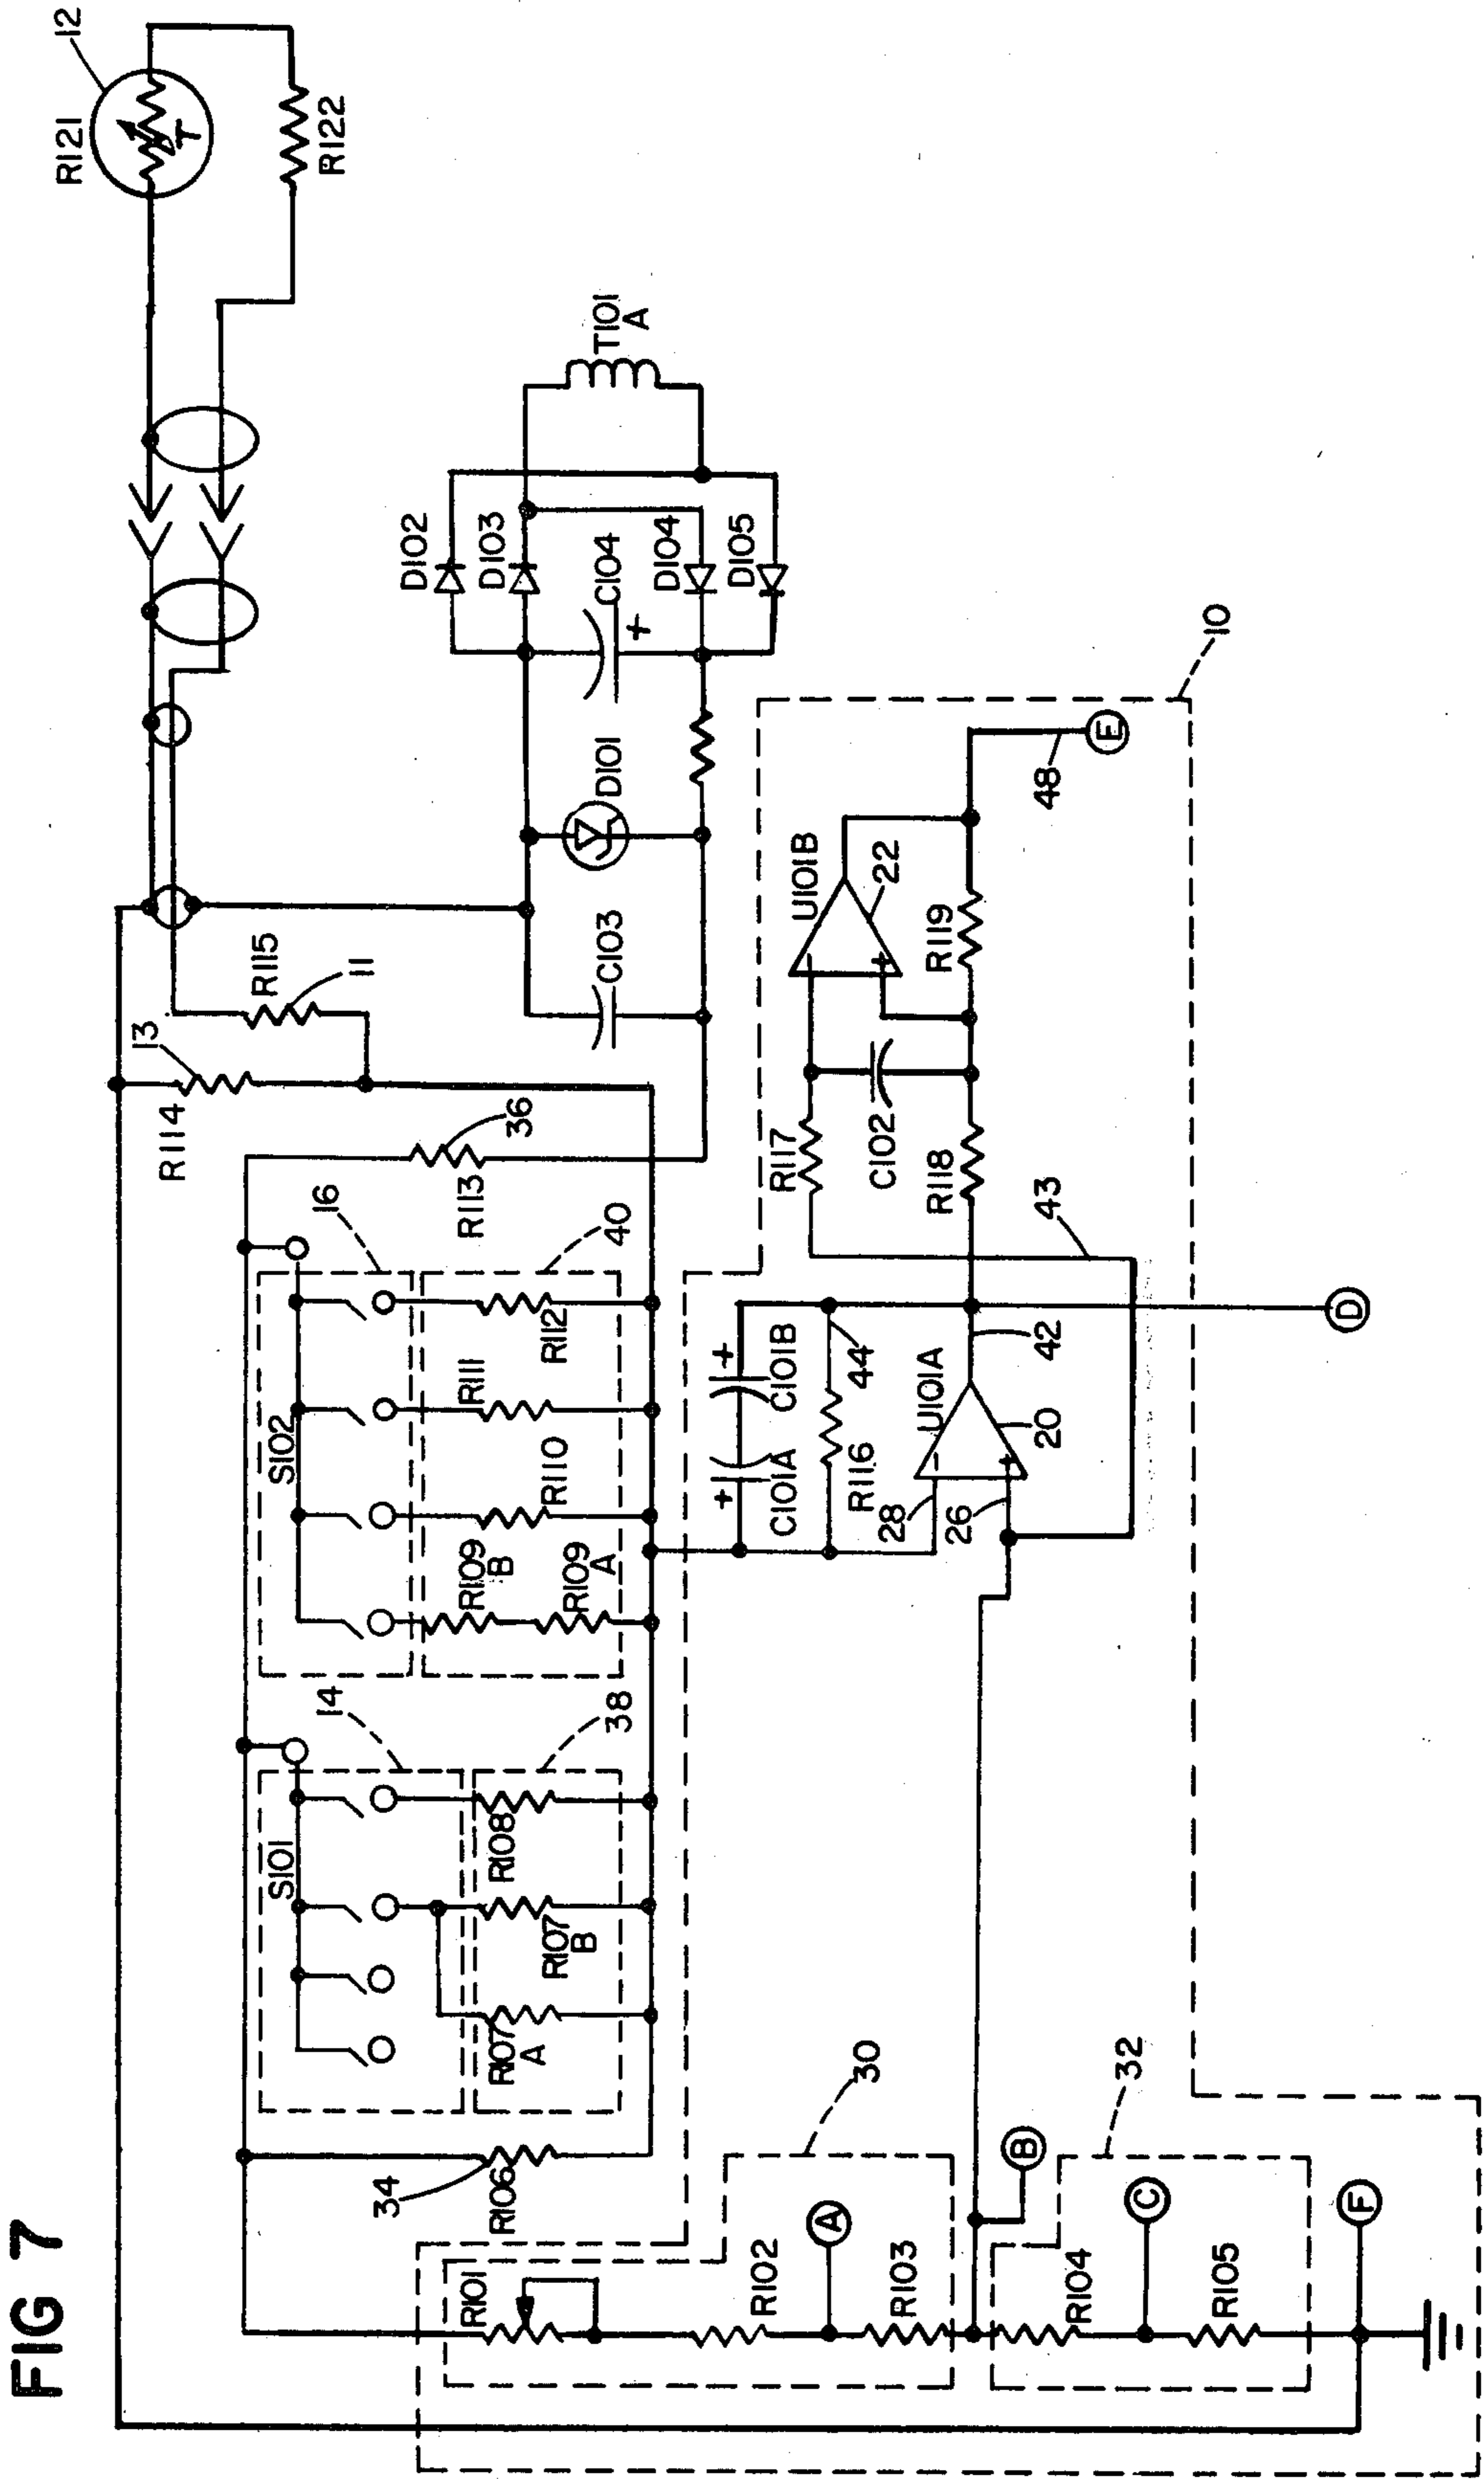 FIG 7
12
R121
T
R122
T101
A
D102
D103
C104
+
D104
D105
10
D101
C103
R115
11
13
R114
36
R113
16
40
S102
R112
R111
R110
R109
B
R109
A
14
38
S101
R108
R107
B
R107
A
34
R106
U101B
22
−
+
R119
48
E
R117
C102
R118
43
C101B
+
C101A
+
44
R116
U101A
42
20
−
+
28
26
D
30
R101
R102
A
R103
B
32
R104
C
R105
F